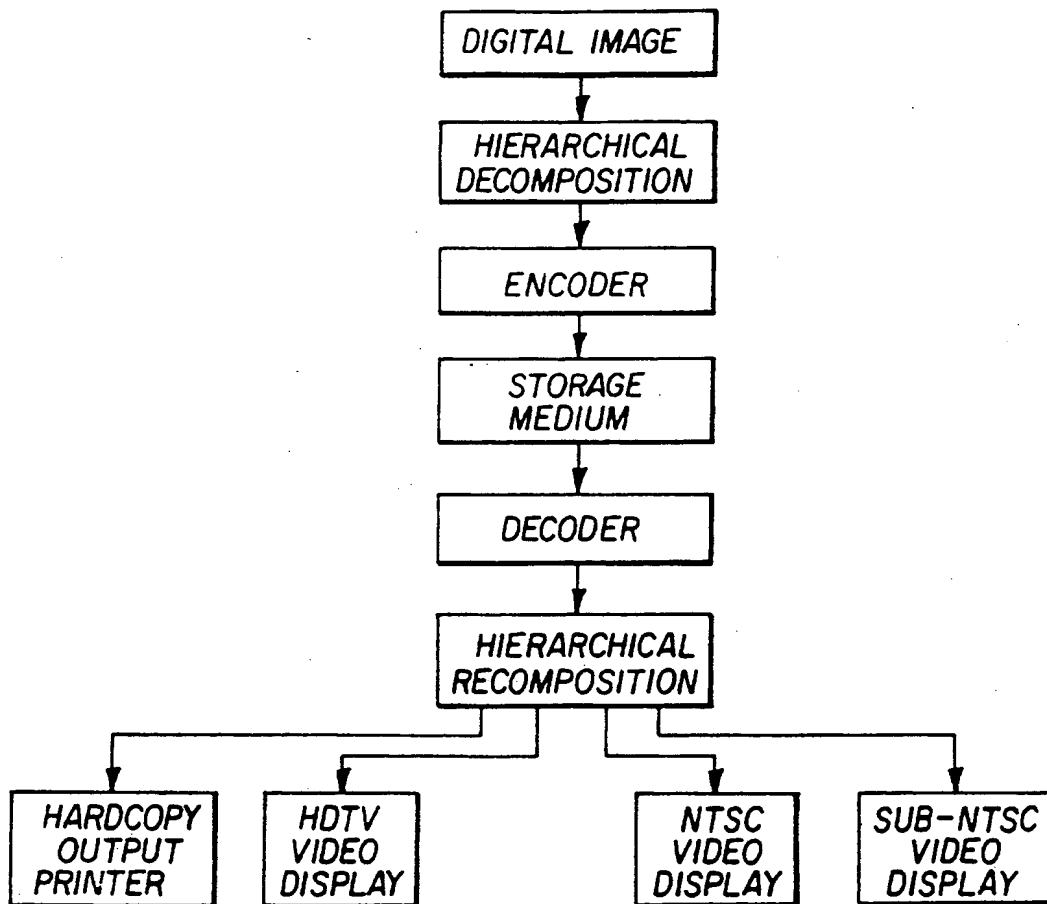 DIGITAL IMAGE
HIERARCHICAL
DECOMPOSITION
ENCODER
STORAGE
MEDIUM
DECODER
HIERARCHICAL
RECOMPOSITION
HARDCOPY
OUTPUT
PRINTER
HDTV
VIDEO
DISPLAY
NTSC
VIDEO
DISPLAY
SUB-NTSC
VIDEO
DISPLAY